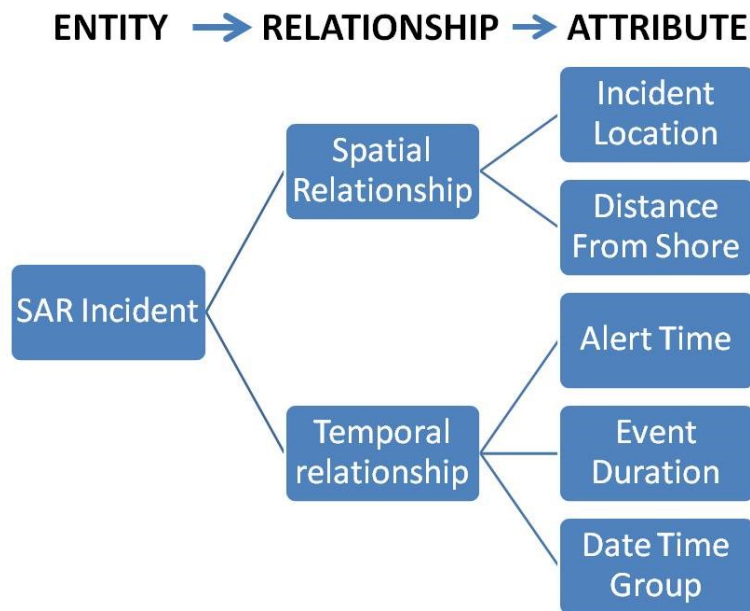 ENTITY → RELATIONSHIP → ATTRIBUTE
Incident
Location
Spatial
Relationship
Distance
From Shore
SAR Incident
Alert Time
Temporal
relationship
Event
Duration
Date Time
Group